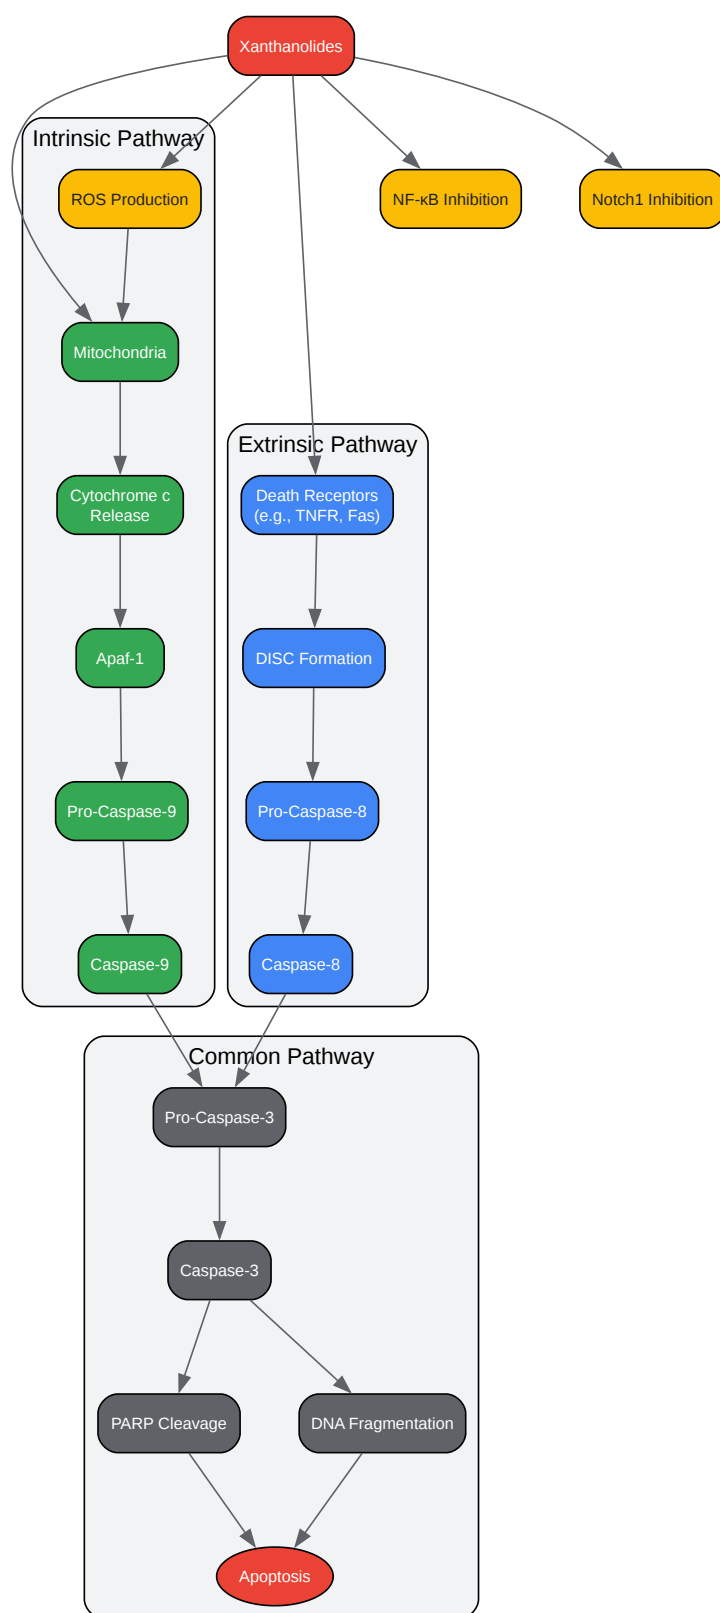 Xanthanolides
Intrinsic Pathway
ROS Production
NF-κB Inhibition
Notch1 Inhibition
Mitochondria
Extrinsic Pathway
Cytochrome c
Release
Death Receptors
(e.g., TNFR, Fas)
Apaf-1
DISC Formation
Pro-Caspase-9
Pro-Caspase-8
Caspase-9
Caspase-8
Common Pathway
Pro-Caspase-3
Caspase-3
PARP Cleavage
DNA Fragmentation
Apoptosis